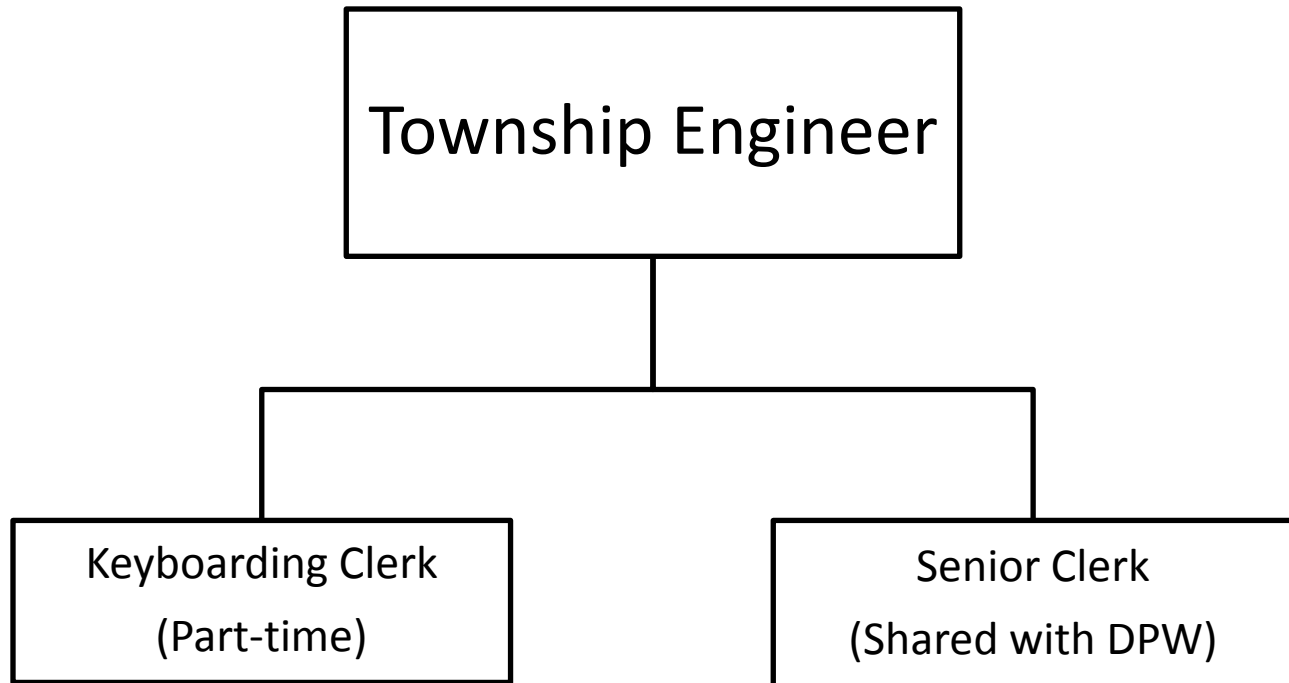 Township Engineer
Keyboarding Clerk
(Part-time)
Senior Clerk
(Shared with DPW)